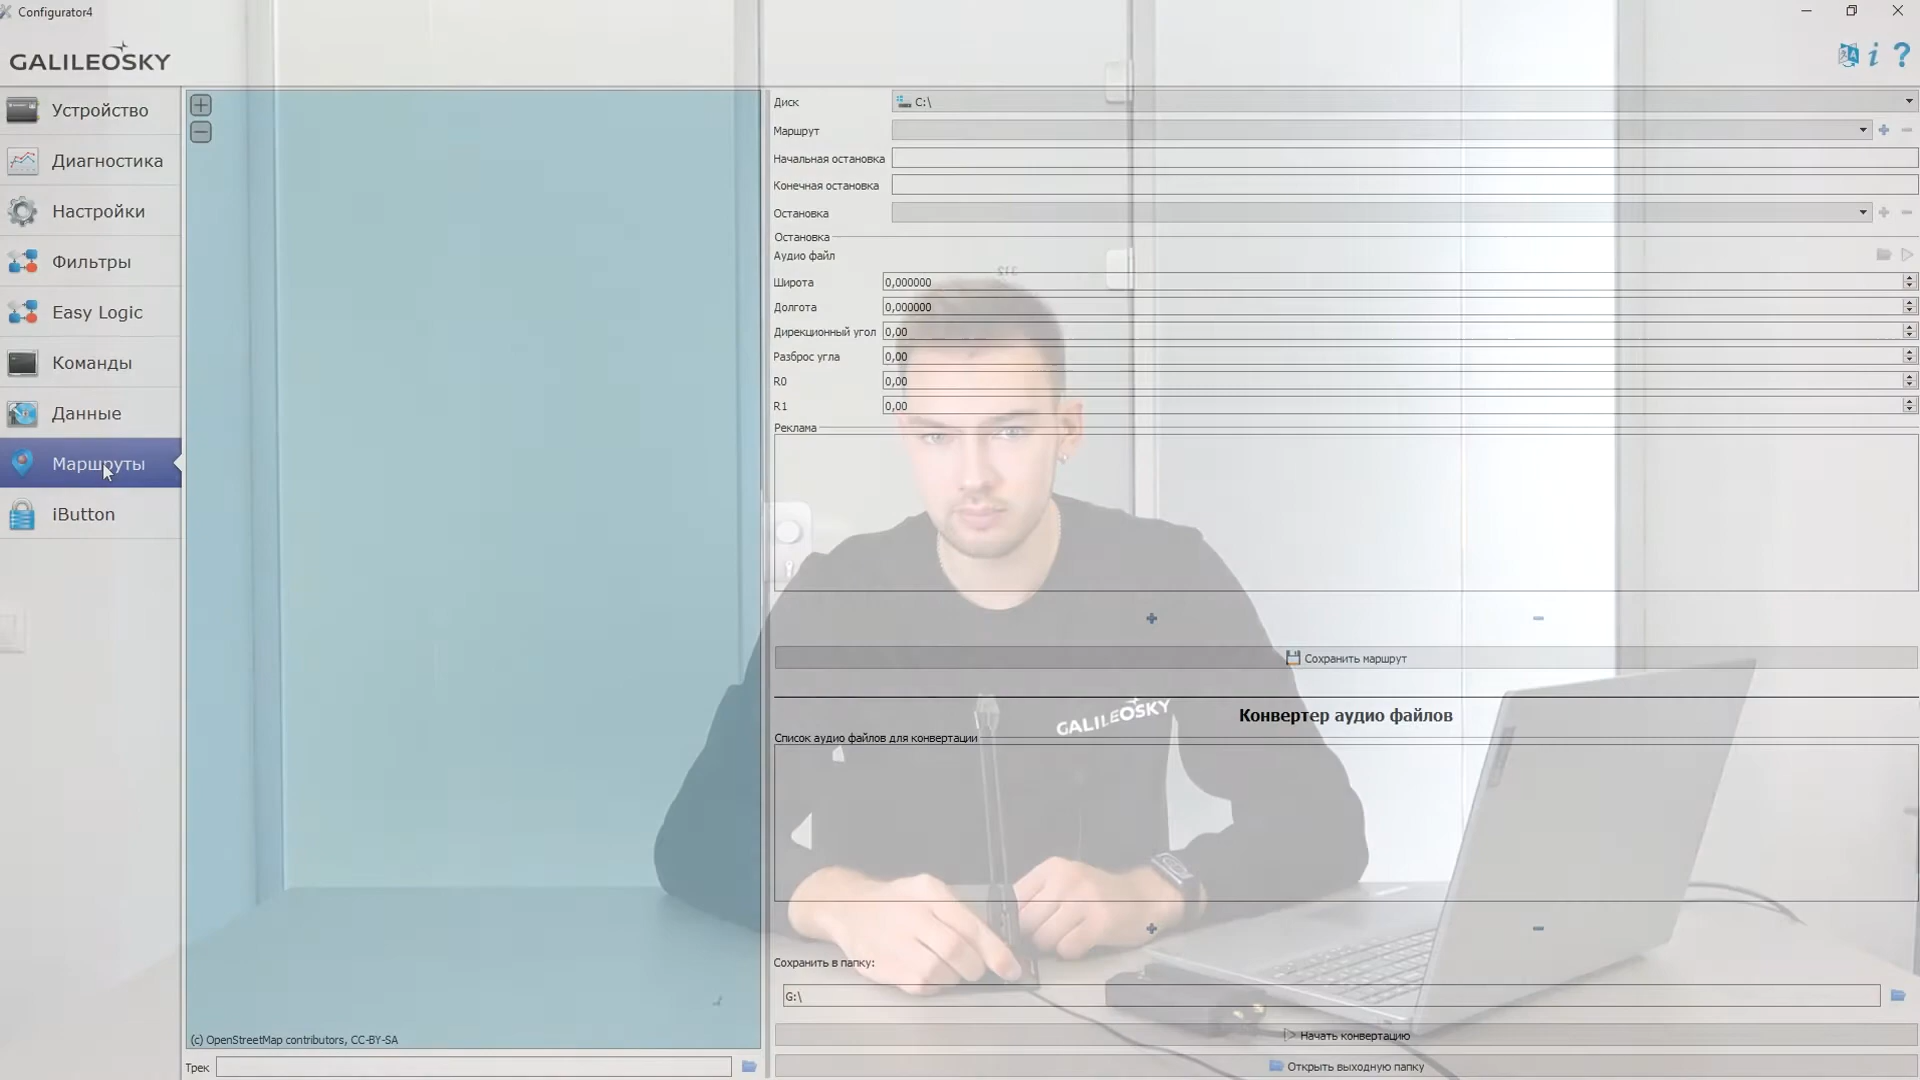 Configurator4
GALILEOSKY
Устройство
Диагностика
Настройки
Фильтры
Easy Logic
Команды
Данные
Маршруты
iButton
(c) OpenStreetMap contributors, CC-BY-SA
Трек
Диск C:\
Маршрут
Начальная остановка
Конечная остановка
Остановка
Остановка
Аудио файл
Широта 0,000000
Долгота 0,000000
Дирекционный угол 0,00
Разброс угла 0,00
R0 0,00
R1 0,00
Реклама
Сохранить маршрут
GALILEOSKY
Конвертер аудио файлов
Список аудио файлов для конвертации
Сохранить в папку:
G:\
Начать конвертацию
Открыть выходную папку